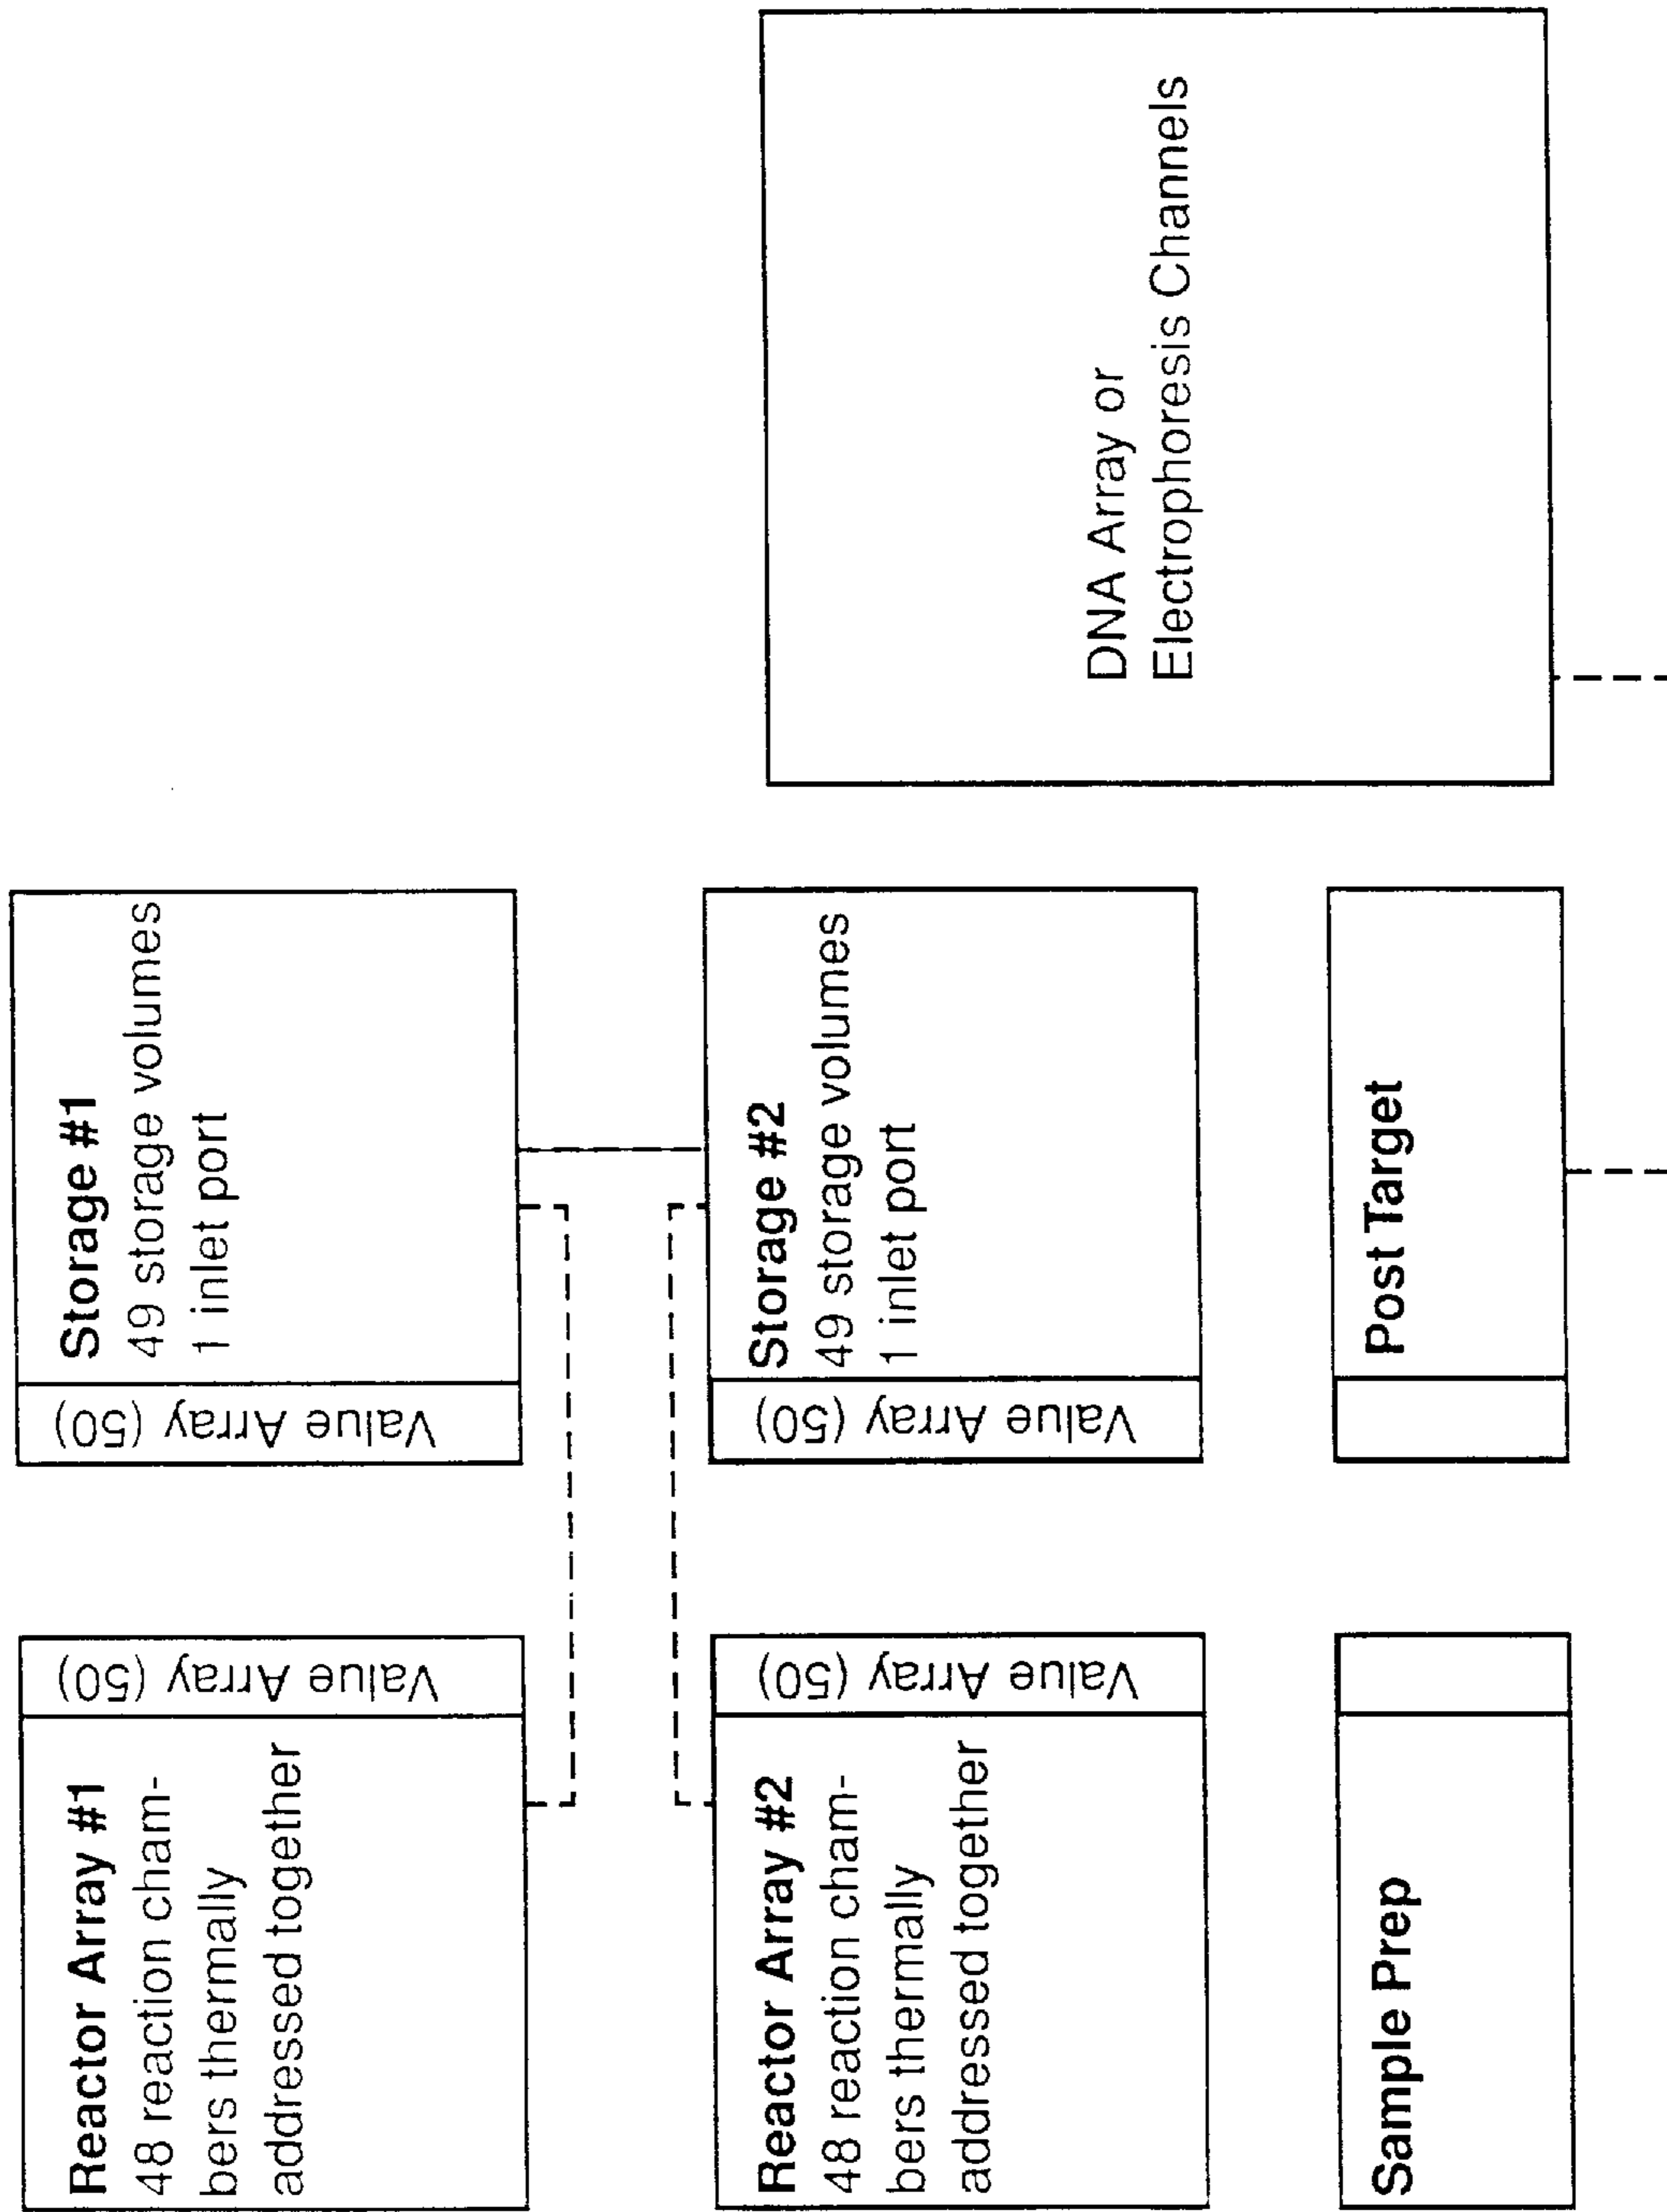 Reactor Array #1
48 reaction cham-
bers thermally
addressed together
Value Array (50)
Value Array (50)
Storage #1
49 storage volumes
1 inlet port
Reactor Array #2
48 reaction cham-
bers thermally
addressed together
Value Array (50)
Value Array (50)
Storage #2
49 storage volumes
1 inlet port
DNA Array or
Electrophoresis Channels
Sample Prep
Post Target